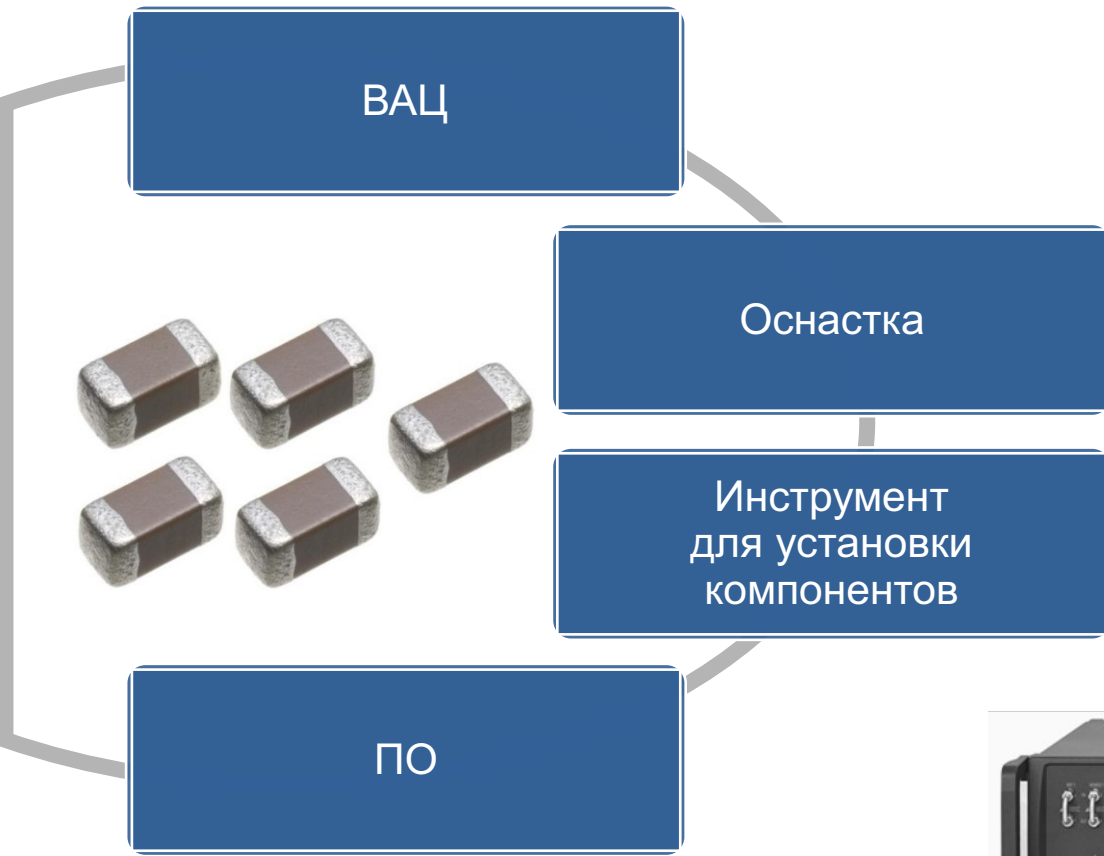 ВАЦ
Оснастка
Инструмент
для установки
компонентов
ПО